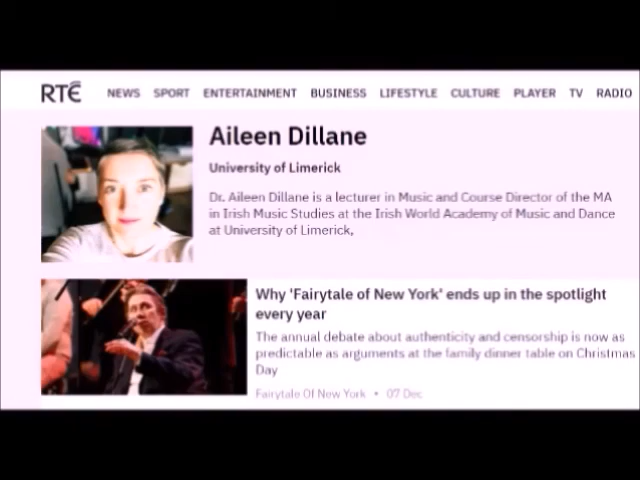 RTÉ NEWS SPORT ENTERTAINMENT BUSINESS LIFESTYLE CULTURE PLAYER TV RADIO
Aileen Dillane
University of Limerick
Dr. Aileen Dillane is a lecturer in Music and Course Director of the MA
in Irish Music Studies at the Irish World Academy of Music and Dance
at University of Limerick,
Why 'Fairytale of New York' ends up in the spotlight
every year
The annual debate about authenticity and censorship is now as
predictable as arguments at the family dinner table on Christmas
Day
Fairytale Of New York • 07 Dec